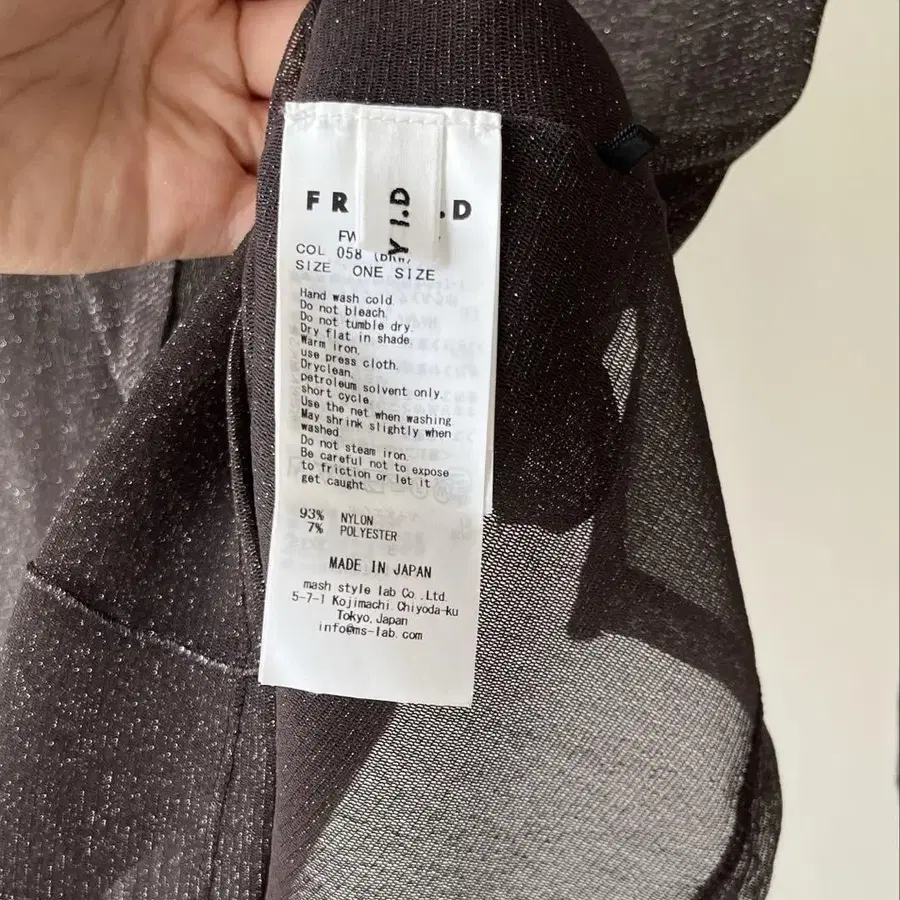 FR .D
Y I.D
FW
COL 058 (BRW)
SIZE ONE SIZE
Hand wash cold.
Do not bleach.
Do not tumble dry.
Dry flat in shade.
Warm iron,
use press cloth.
Dryclean,
petroleum solvent only.
short cycle.
Use the net when washing
May shrink slightly when
washed.
Do not steam iron.
Be careful not to expose
to friction or let it
get caught.
93% NYLON
7% POLYESTER
MADE IN JAPAN
mash style lab Co.,Ltd.
5-7-1 Kojimachi, Chiyoda-ku
Tokyo, Japan
info@ms-lab.com